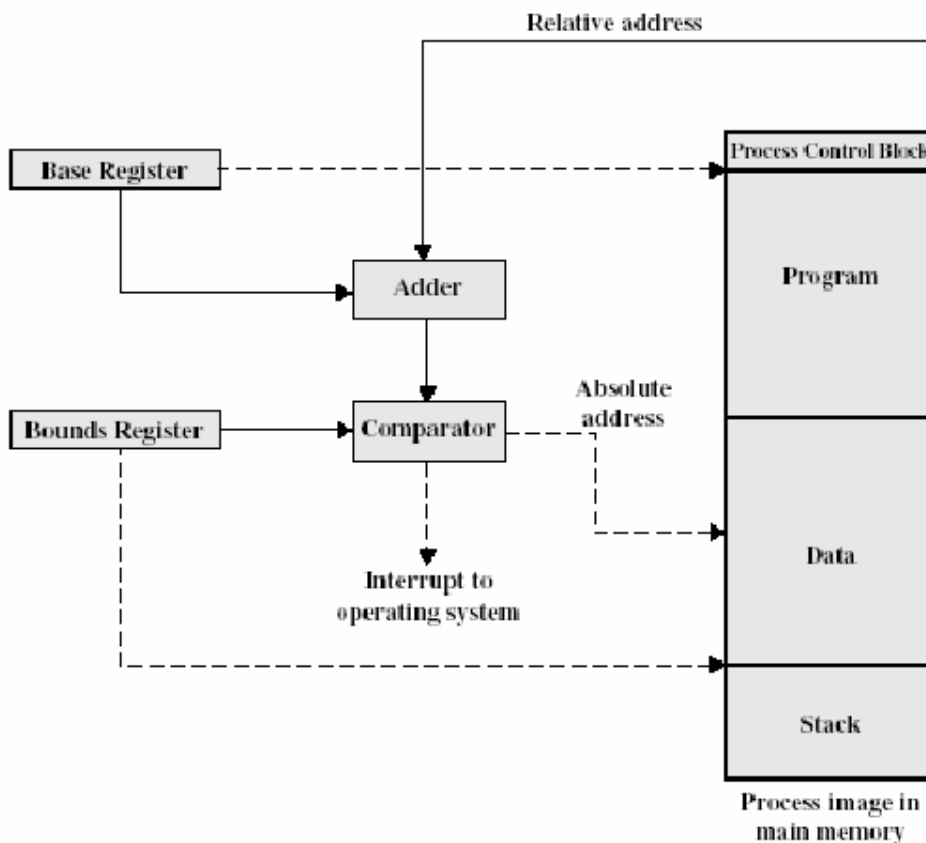 Relative address
Process Control Block
Base Register
Program
Adder
Absolute
address
Bounds Register
Comparator
Data
Interrupt to
operating system
Stack
Process image in
main memory